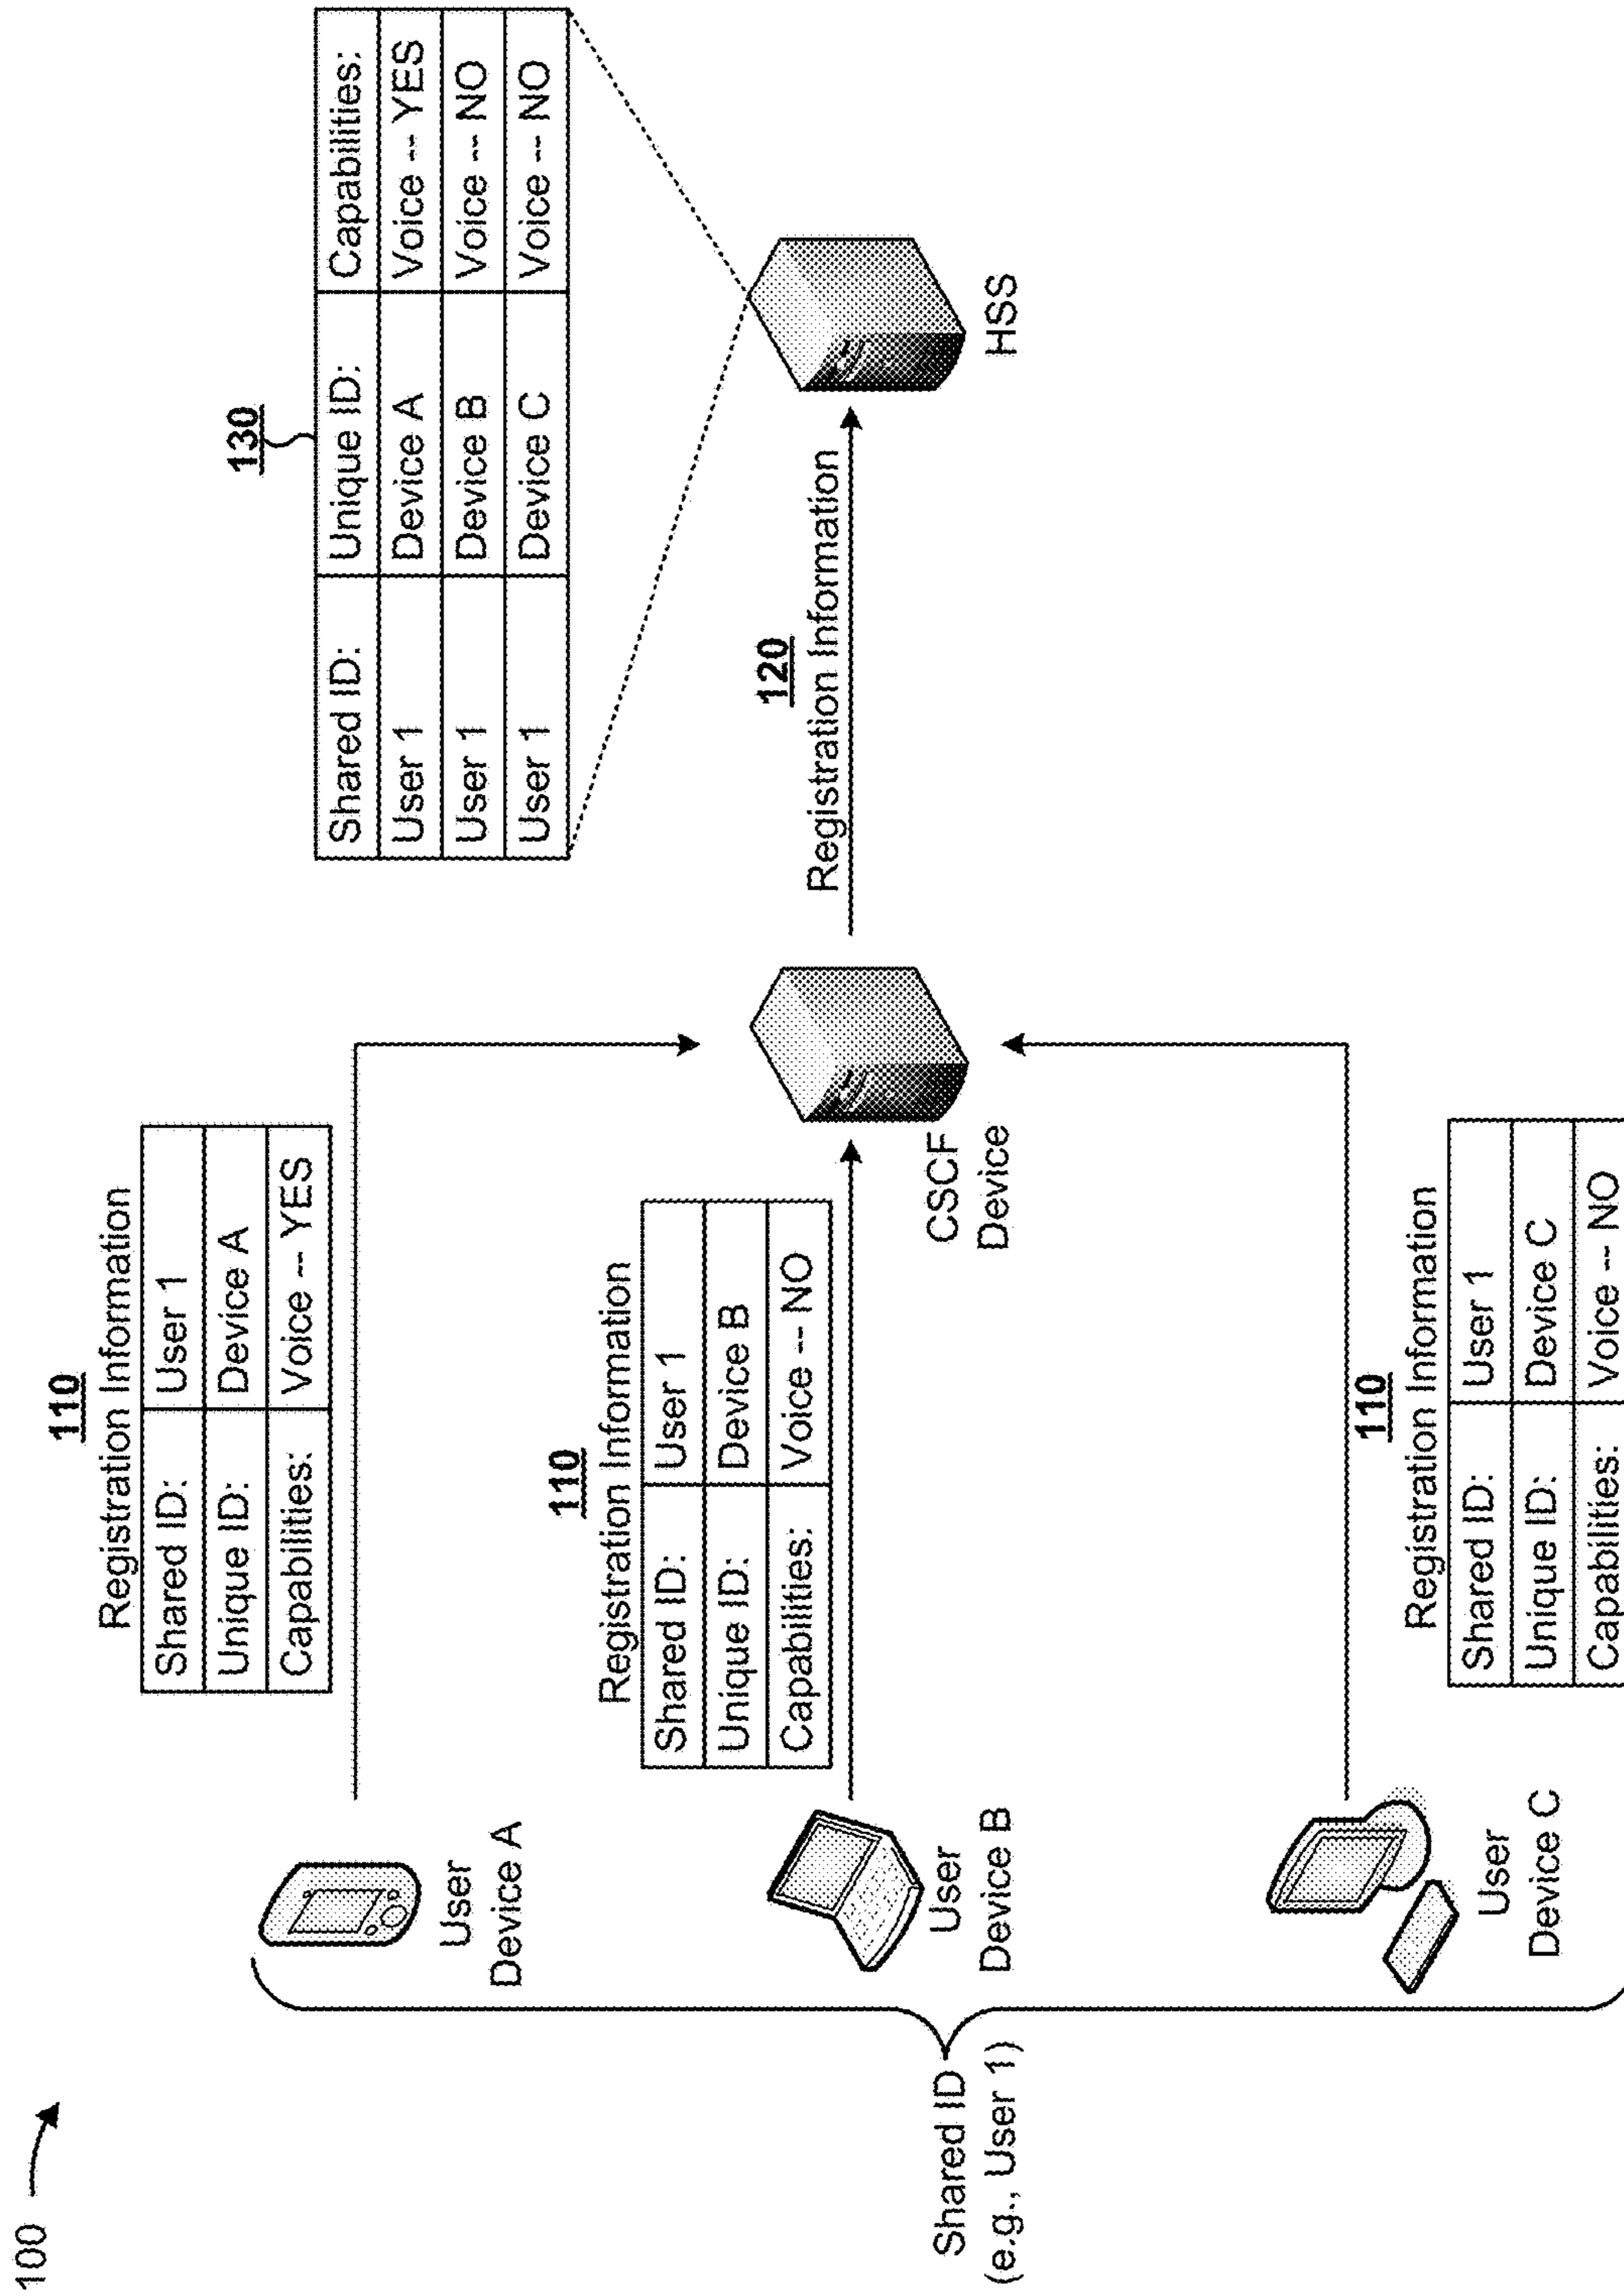 100
110
Registration Information
Shared ID: User 1
Unique ID: Device A
Capabilities: Voice -- YES
User
Device A
110
Registration Information
Shared ID: User 1
Unique ID: Device B
Capabilities: Voice -- NO
User
Device B
Shared ID
(e.g., User 1)
110
Registration Information
Shared ID: User 1
Unique ID: Device C
Capabilities: Voice -- NO
User
Device C
CSCF
Device
120
Registration Information
HSS
130
Shared ID: Unique ID: Capabilities:
User 1 Device A Voice -- YES
User 1 Device B Voice -- NO
User 1 Device C Voice -- NO